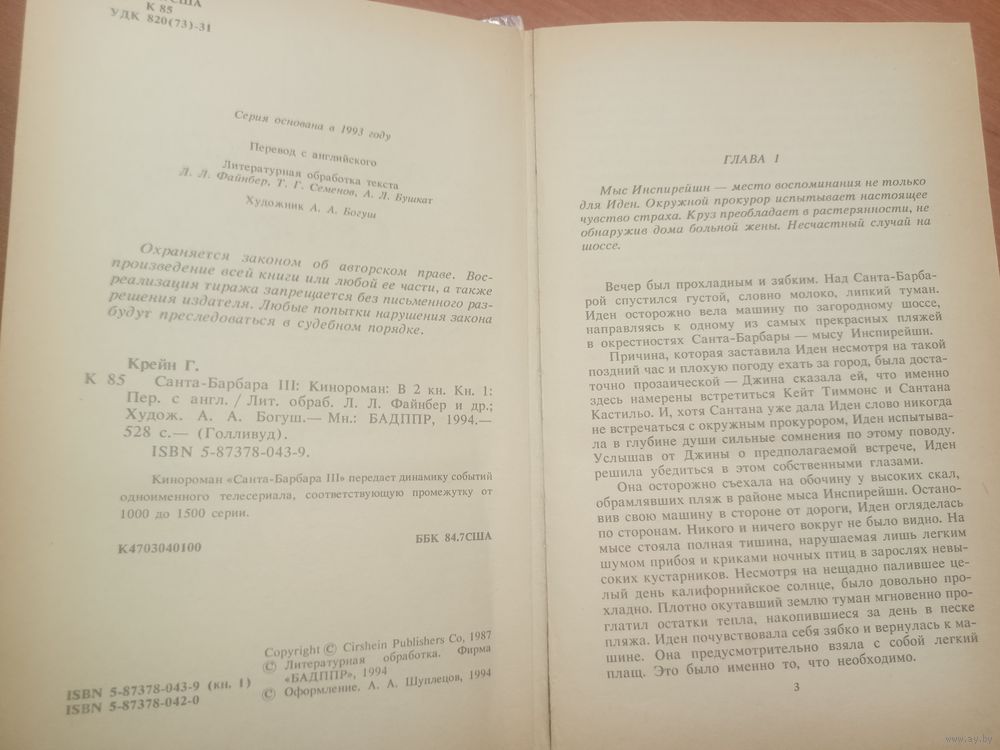 США
К 85
УДК 820(73)-31
Серия основана в 1993 году
Перевод с английского
Литературная обработка текста
Л. Л. Файнбер, Т. Г. Семенов, А. Л. Бушкат
Художник А. А. Богуш
Охраняется законом об авторском праве. Вос-
произведение всей книги или любой ее части, а также
реализация тиража запрещается без письменного раз-
решения издателя. Любые попытки нарушения закона
будут преследоваться в судебном порядке.
Крейн Г.
К 85 Санта-Барбара III: Кинороман: В 2 кн. Кн. 1:
Пер. с англ. / Лит. обраб. Л. Л. Файнбер и др.;
Худож. А. А. Богуш.— Мн.: БАДППР, 1994.—
528 с.— (Голливуд).
ISBN 5-87378-043-9.
Кинороман «Санта-Барбара III» передает динамику событий
одноименного телесериала, соответствующую промежутку от
1000 до 1500 серии.
К4703040100
ББК 84.7США
Copyright © Cirshein Publishers Co, 1987
© Литературная обработка. Фирма
«БАДППР», 1994
© Оформление. А. А. Шуплецов, 1994
ISBN 5-87378-043-9 (кн. 1)
ISBN 5-87378-042-0
ГЛАВА 1
Мыс Инспирейшн — место воспоминания не только
для Иден. Окружной прокурор испытывает настоящее
чувство страха. Круз преобладает в растерянности, не
обнаружив дома больной жены. Несчастный случай на
шоссе.
Вечер был прохладным и зябким. Над Санта-Барба-
рой спустился густой, словно молоко, липкий туман.
Иден осторожно вела машину по загородному шоссе,
направляясь к одному из самых прекрасных пляжей
в окрестностях Санта-Барбары — мысу Инспирейшн.
Причина, которая заставила Иден несмотря на такой
поздний час и плохую погоду ехать за город, была доста-
точно прозаической — Джина сказала ей, что именно
здесь намерены встретиться Кейт Тиммонс и Сантана
Кастильо. И, хотя Сантана уже дала Иден слово никогда
не встречаться с окружным прокурором, Иден испытыва-
ла в глубине души сильные сомнения по этому поводу.
Услышав от Джины о предполагаемой встрече, Иден
решила убедиться в этом собственными глазами.
Она осторожно съехала на обочину у высоких скал,
обрамлявших пляж в районе мыса Инспирейшн. Остано-
вив свою машину в стороне от дороги, Иден огляделась
по сторонам. Никого и ничего вокруг не было видно. На
мысе стояла полная тишина, нарушаемая лишь легким
шумом прибоя и криками ночных птиц в зарослях невы-
соких кустарников. Несмотря на нещадно палившее це-
лый день калифорнийское солнце, было довольно про-
хладно. Плотно окутавший землю туман мгновенно про-
глатил остатки тепла, накопившиеся за день в песке
пляжа. Иден почувствовала себя зябко и вернулась к ма-
шине. Она предусмотрительно взяла с собой легкий
плащ. Это было именно то, что необходимо.
3
www.ay.by